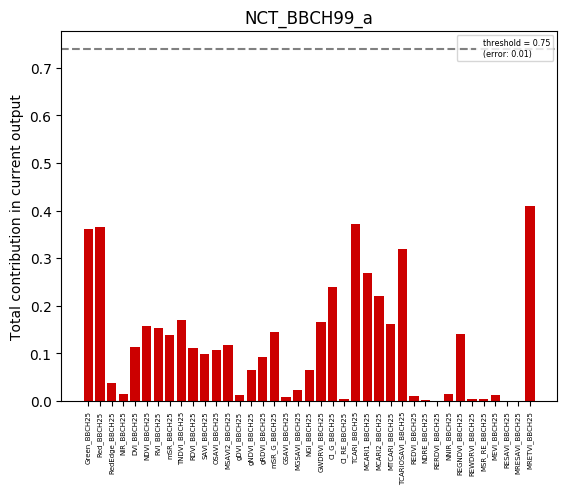 NCT_BBCH99_a
threshold = 0.75
(error: 0.01)
Total contribution in current output
0.7
0.6
0.5
0.4
0.3
0.2
0.1
0.0
Green_BBCH25
Red_BBCH25
RedEdge_BBCH25
NIR_BBCH25
DVI_BBCH25
NDVI_BBCH25
RVI_BBCH25
mSR_BBCH25
TNDVI_BBCH25
RDVI_BBCH25
SAVI_BBCH25
OSAVI_BBCH25
MSAVI2_BBCH25
gDVI_BBCH25
gNDVI_BBCH25
gRDVI_BBCH25
mSR_G_BBCH25
GSAVI_BBCH25
MGSAVI_BBCH25
NGI_BBCH25
GWDRVI_BBCH25
CI_G_BBCH25
CI_RE_BBCH25
TCARI_BBCH25
MCARI1_BBCH25
MCARI2_BBCH25
MTCARI_BBCH25
TCARIOSAVI_BBCH25
REDVI_BBCH25
NDRE_BBCH25
RERDVI_BBCH25
NNIR_BBCH25
REGNDVI_BBCH25
REWDRVI_BBCH25
MSR_RE_BBCH25
MEVI_BBCH25
RESAVI_BBCH25
MRESAVI_BBCH25
MRETVI_BBCH25